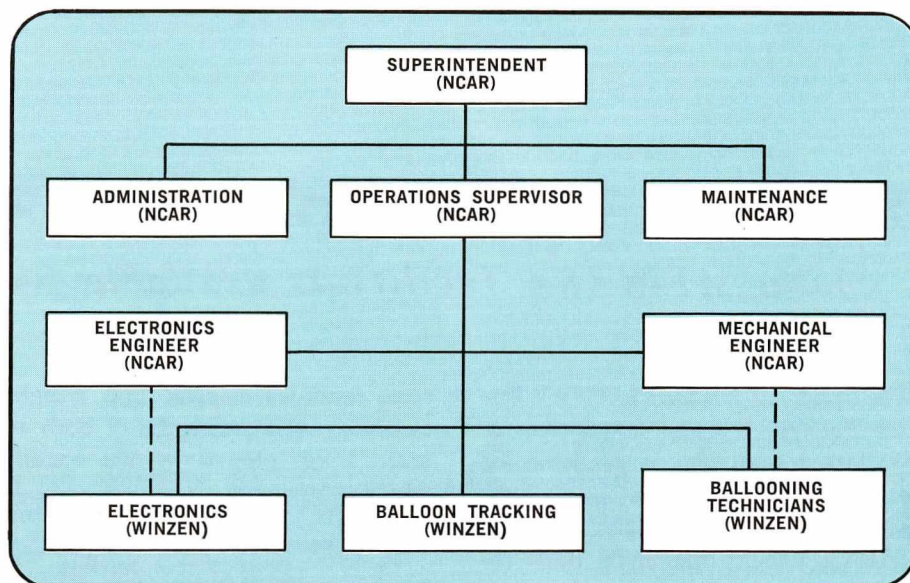 SUPERINTENDENT
(NCAR)
ADMINISTRATION
(NCAR)
OPERATIONS SUPERVISOR
(NCAR)
MAINTENANCE
(NCAR)
ELECTRONICS
ENGINEER
(NCAR)
MECHANICAL
ENGINEER
(NCAR)
ELECTRONICS
(WINZEN)
BALLOON TRACKING
(WINZEN)
BALLOONING
TECHNICIANS
(WINZEN)